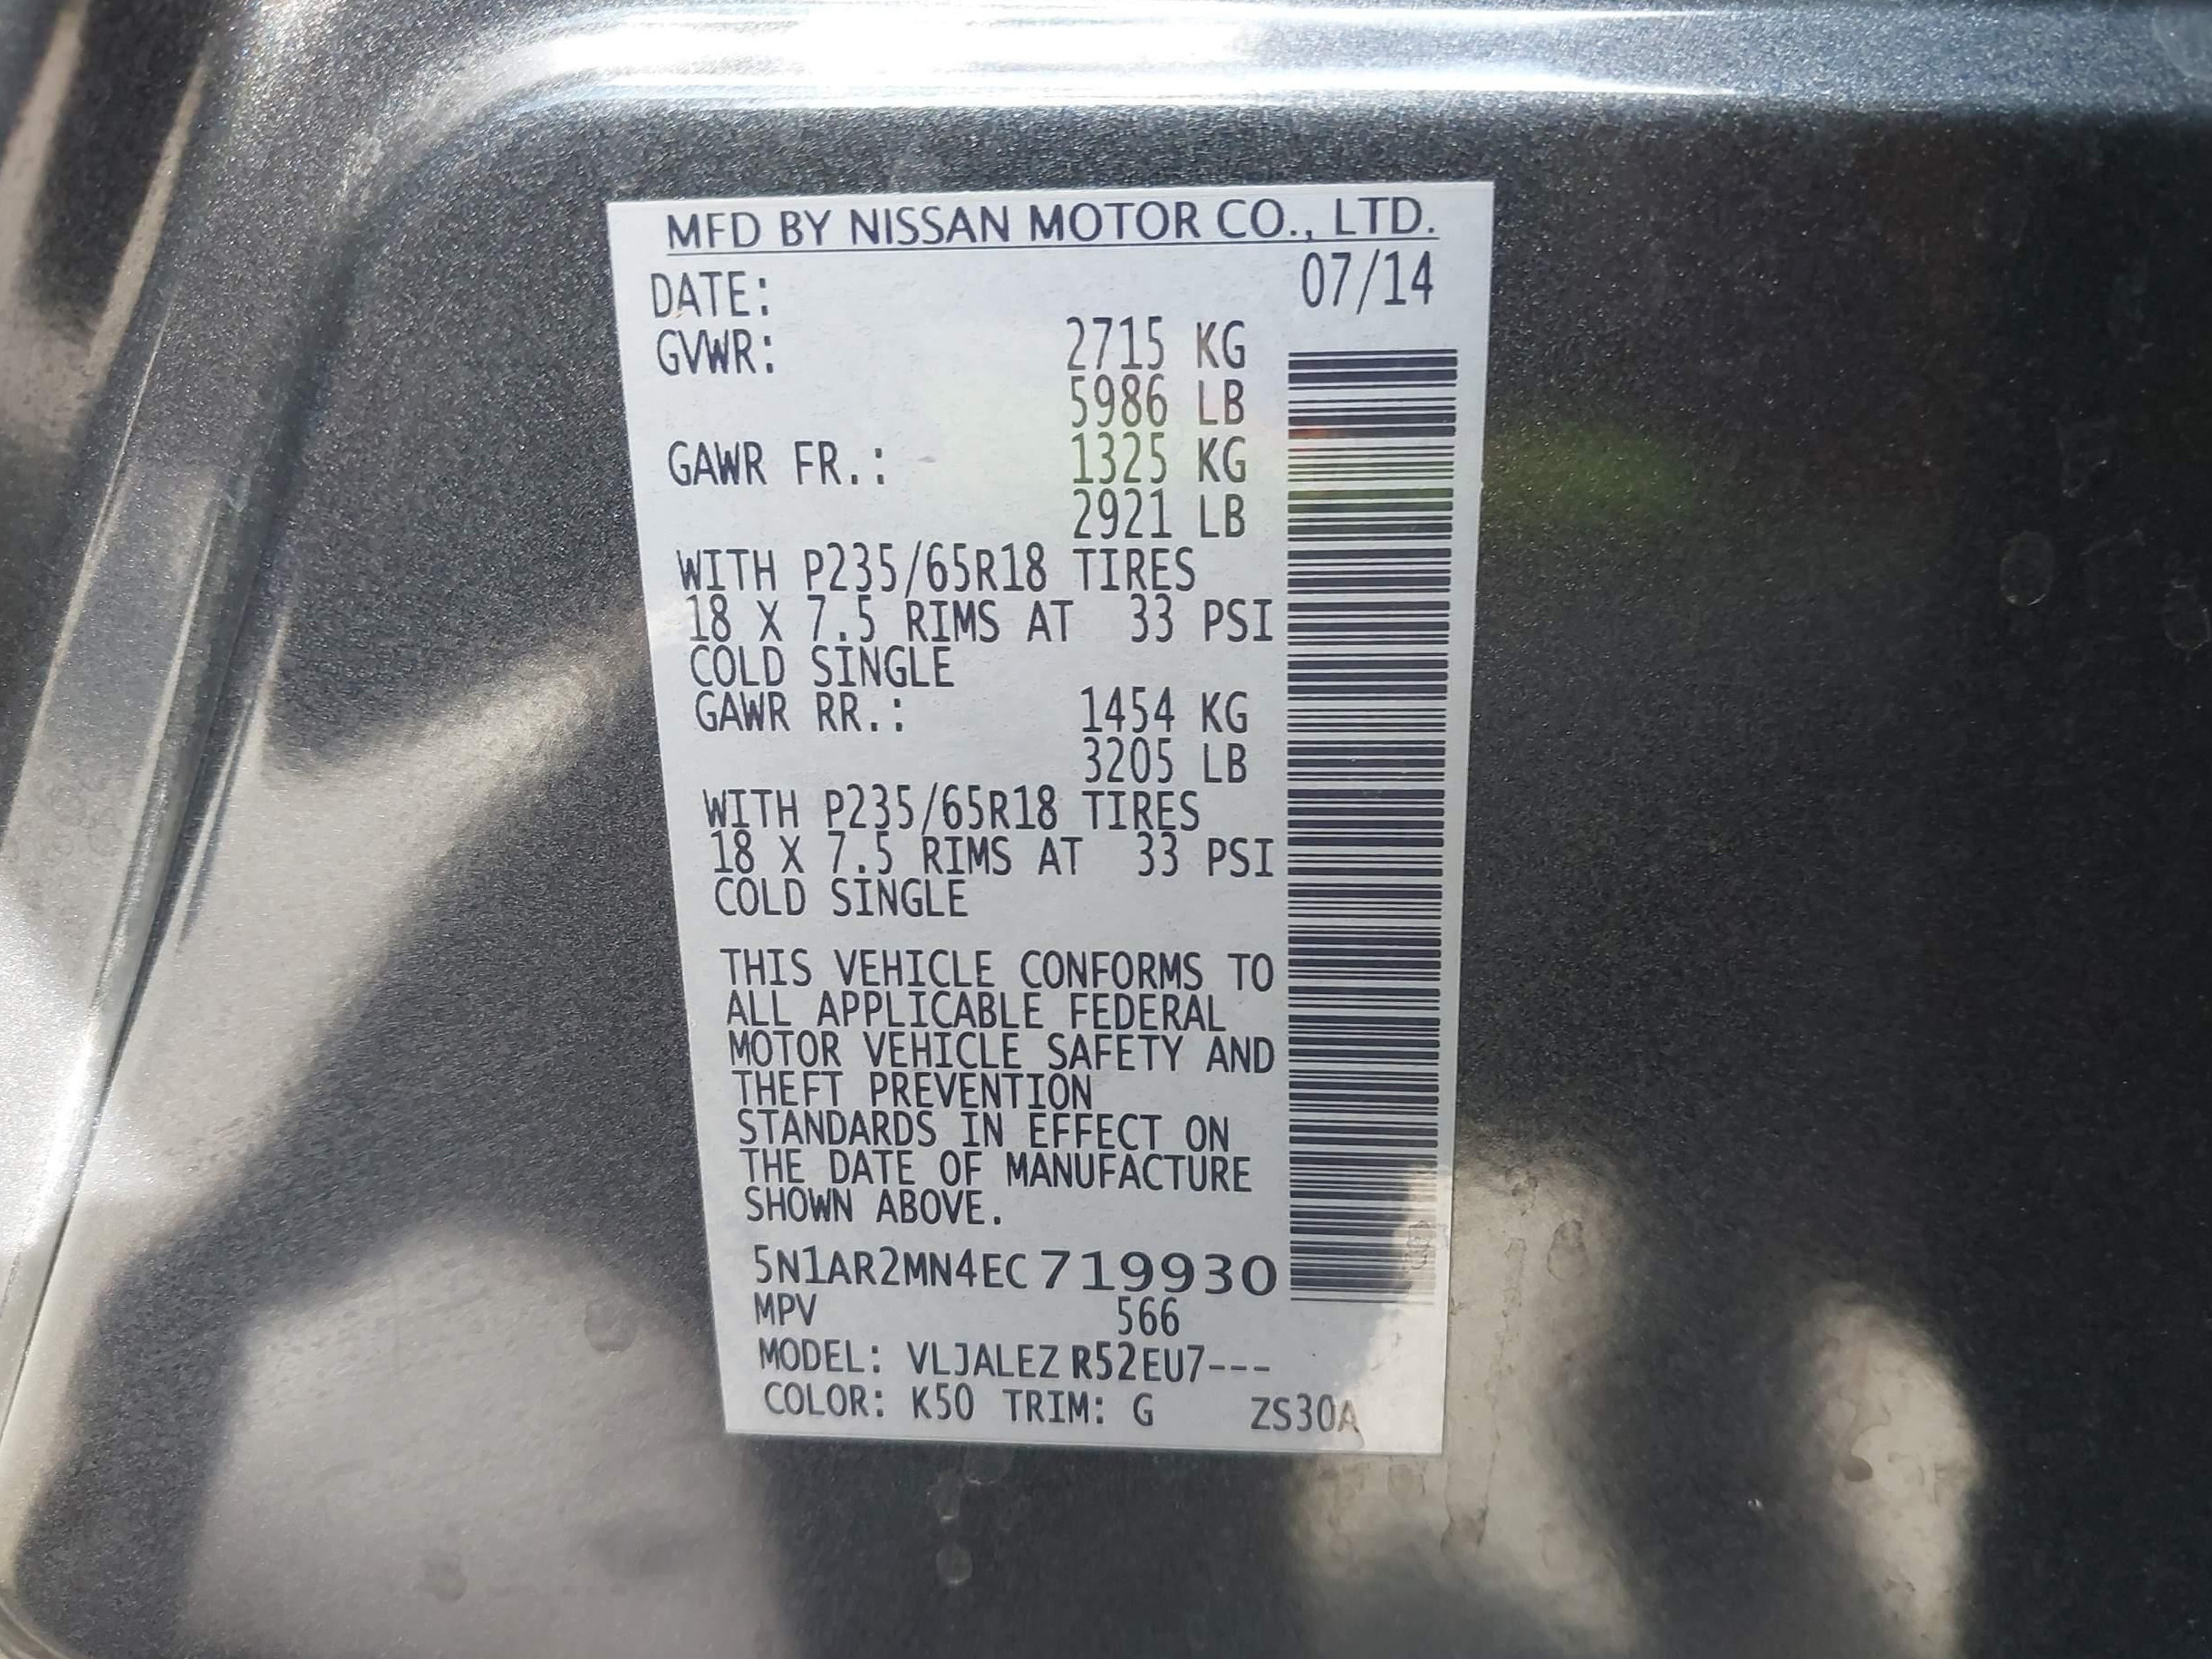 MFD BY NISSAN MOTOR CO., LTD.
DATE: 07/14
GVWR: 2715 KG
5986 LB
GAWR FR.: 1325 KG
2921 LB
WITH P235/65R18 TIRES
18 X 7.5 RIMS AT 33 PSI
COLD SINGLE
GAWR RR.: 1454 KG
3205 LB
WITH P235/65R18 TIRES
18 X 7.5 RIMS AT 33 PSI
COLD SINGLE
THIS VEHICLE CONFORMS TO
ALL APPLICABLE FEDERAL
MOTOR VEHICLE SAFETY AND
THEFT PREVENTION
STANDARDS IN EFFECT ON
THE DATE OF MANUFACTURE
SHOWN ABOVE.
5N1AR2MN4EC719930
MPV 566
MODEL: VLJALEZ R52EU7---
COLOR: K50 TRIM: G ZS30A